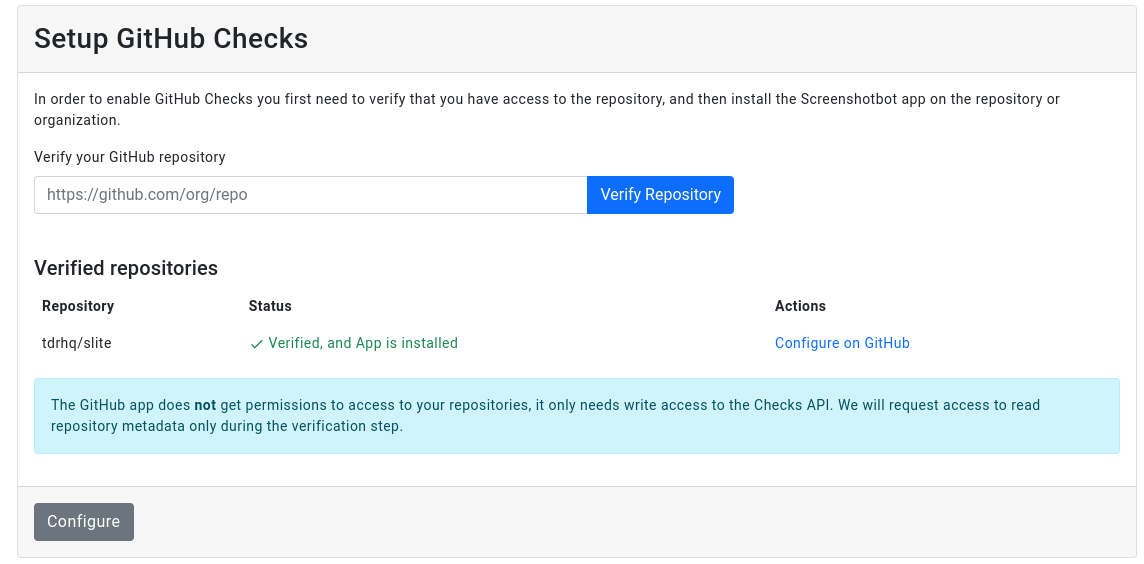 Setup GitHub Checks
In order to enable GitHub Checks you first need to verify that you have access to the repository, and then install the Screenshotbot app on the repository or
organization.
Verify your GitHub repository
https://github.com/org/repo
Verify Repository
Verified repositories
Repository Status Actions
tdrhq/slite ✓ Verified, and App is installed Configure on GitHub
The GitHub app does not get permissions to access to your repositories, it only needs write access to the Checks API. We will request access to read
repository metadata only during the verification step.
Configure